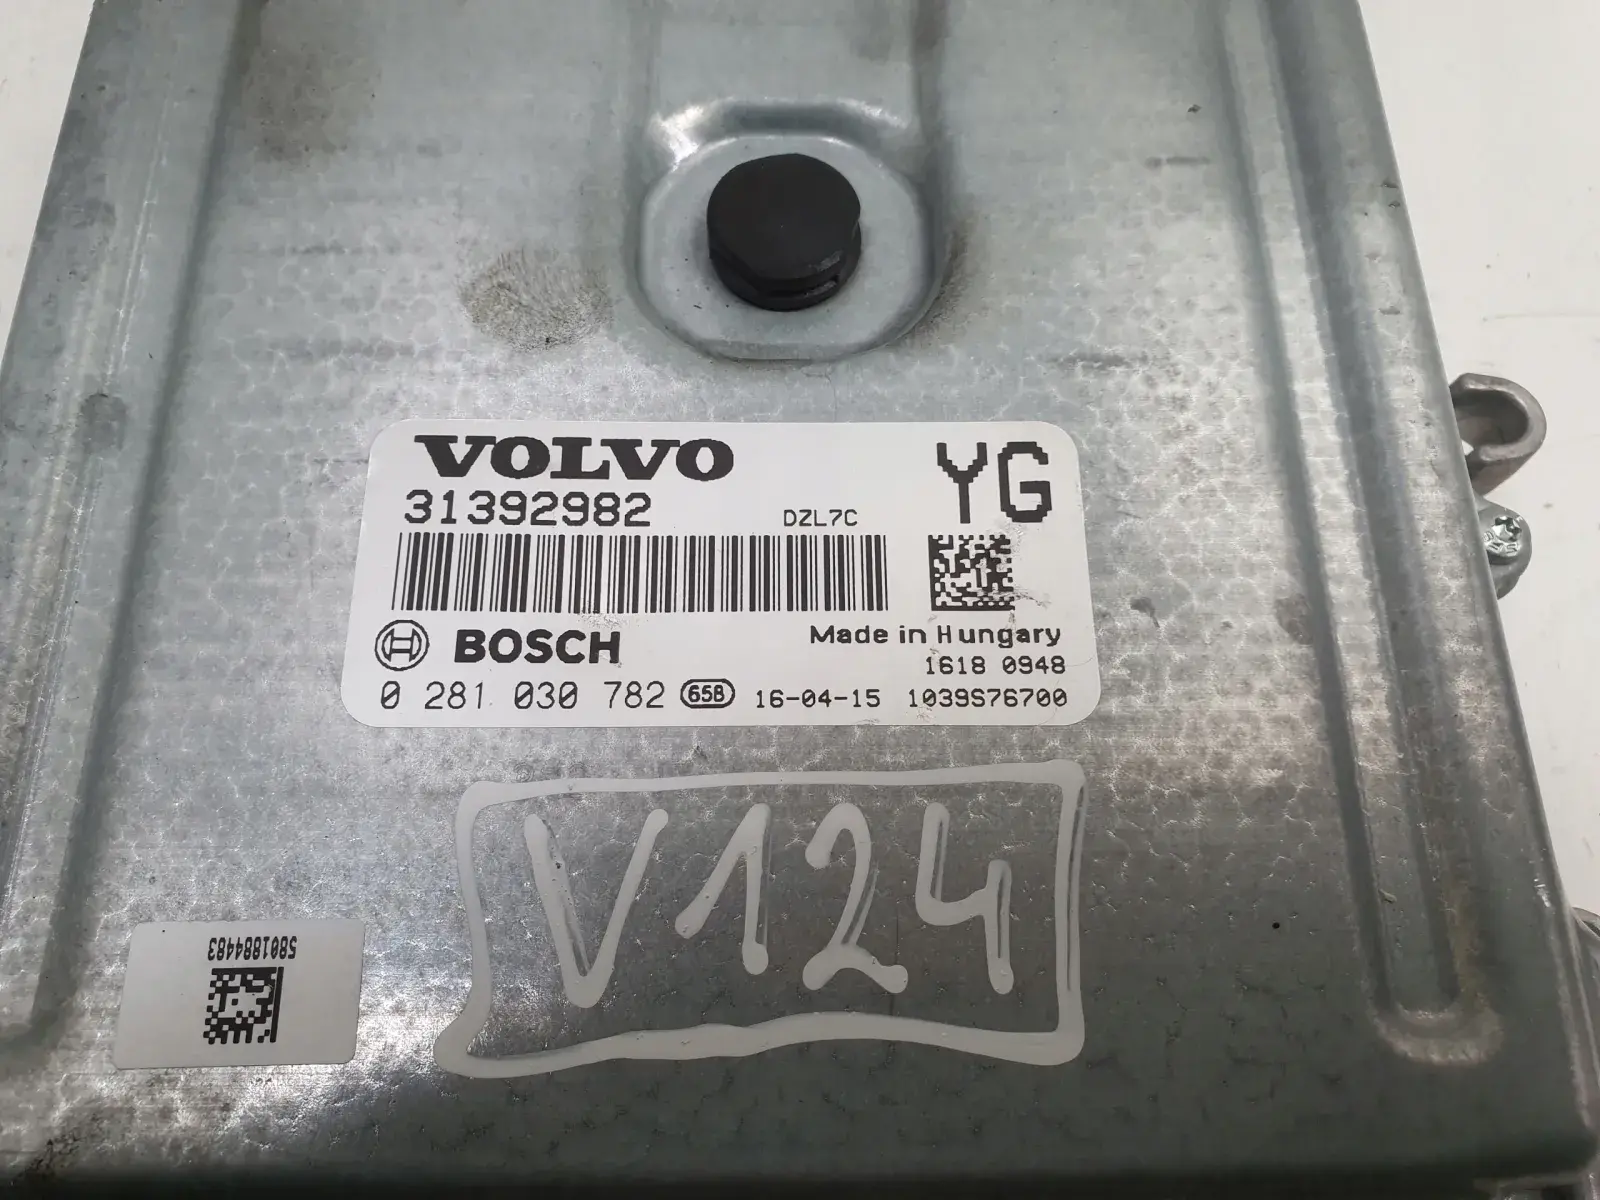 VOLVO
YG
31392982
DZL7C
BOSCH
Made in Hungary
1618 0948
0 281 030 782 65B 16-04-15 1039S76700
V124
5801884483